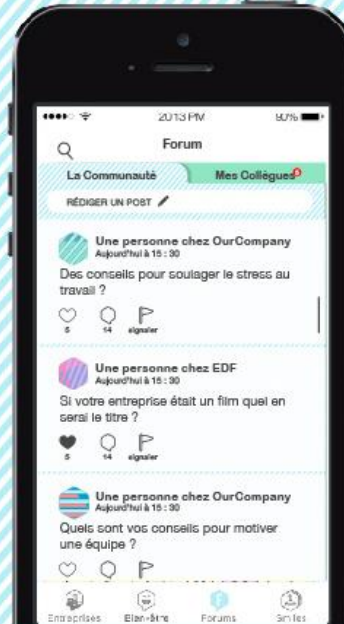 2013 PM
90%
Forum
La Communauté
Mes Collègues
RÉDIGER UN POST
Une personne chez OurCompany
Aujourd'hui à 15 : 30
Des conseils pour soulager le stress au
travail ?
5 14 signaler
Une personne chez EDF
Aujourd'hui à 15 : 30
Si votre entreprise était un film quel en
serai le titre ?
5 14 signaler
Une personne chez OurCompany
Aujourd'hui à 15 : 30
Quels sont vos conseils pour motiver
une équipe ?
Entreprises Bien-être Forums Smiles